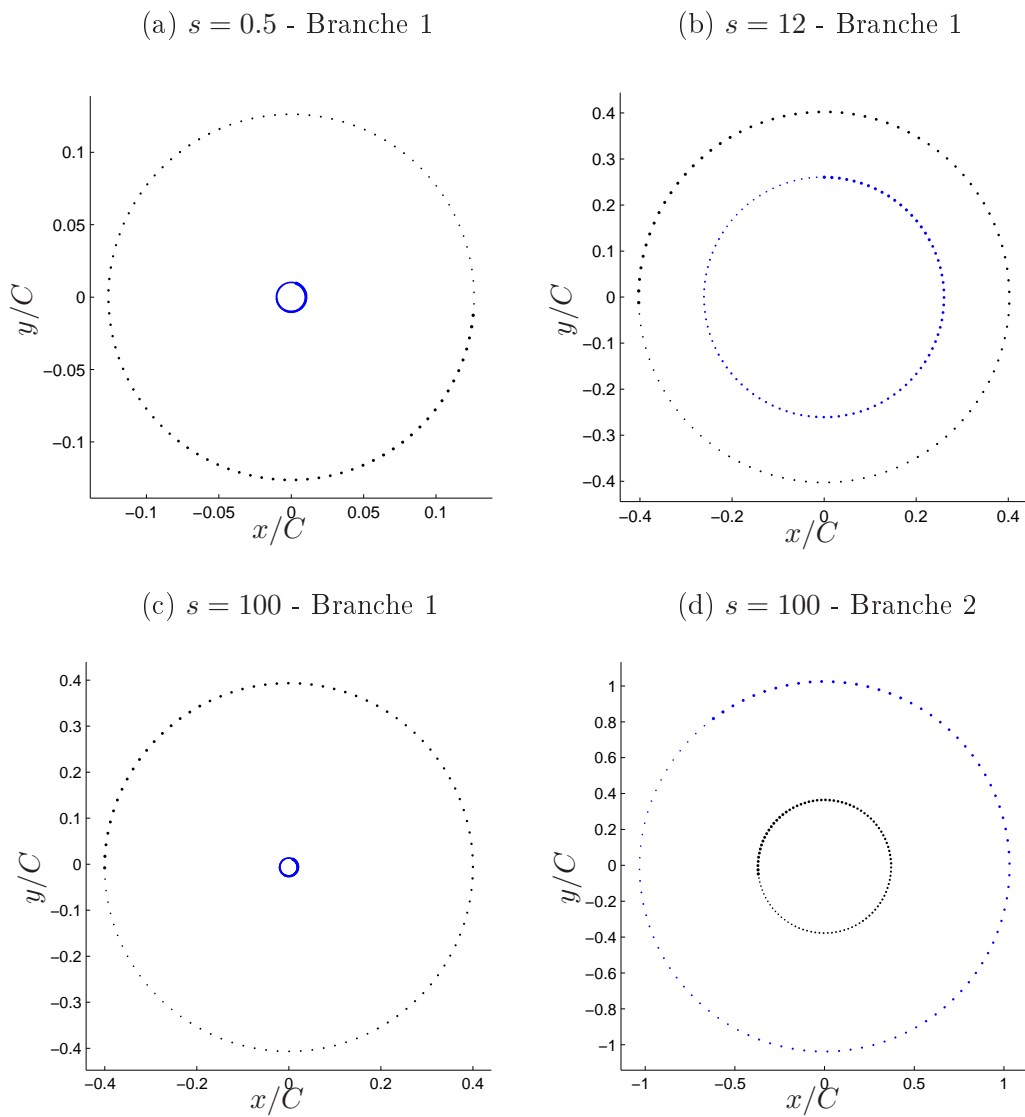 (a) s = 0.5 - Branche 1
y/C
0.1
0.05
0
−0.05
−0.1
−0.1 −0.05 0 0.05 0.1
x/C
(b) s = 12 - Branche 1
y/C
0.4
0.3
0.2
0.1
0
−0.1
−0.2
−0.3
−0.4
−0.4 −0.2 0 0.2 0.4
x/C
(c) s = 100 - Branche 1
y/C
0.4
0.3
0.2
0.1
0
−0.1
−0.2
−0.3
−0.4
−0.4 −0.2 0 0.2 0.4
x/C
(d) s = 100 - Branche 2
y/C
1
0.8
0.6
0.4
0.2
0
−0.2
−0.4
−0.6
−0.8
−1
−1 −0.5 0 0.5 1
x/C